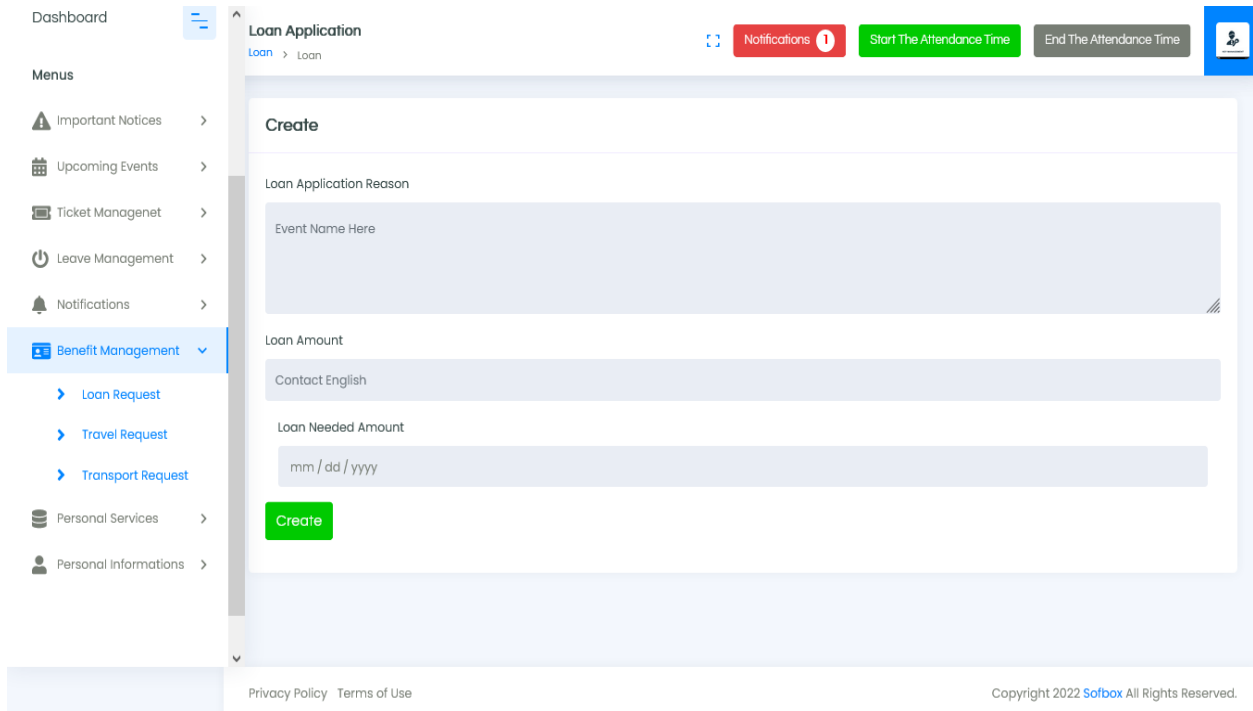 Dashboard
Menus
Important Notices
Upcoming Events
Ticket Managenet
Leave Management
Notifications
Benefit Management
Loan Request
Travel Request
Transport Request
Personal Services
Personal Informations
Loan Application
Loan > Loan
Notifications 1
Start The Attendance Time
End The Attendance Time
Create
Loan Application Reason
Event Name Here
Loan Amount
Contact English
Loan Needed Amount
mm / dd / yyyy
Create
Privacy Policy Terms of Use
Copyright 2022 Sofbox All Rights Reserved.